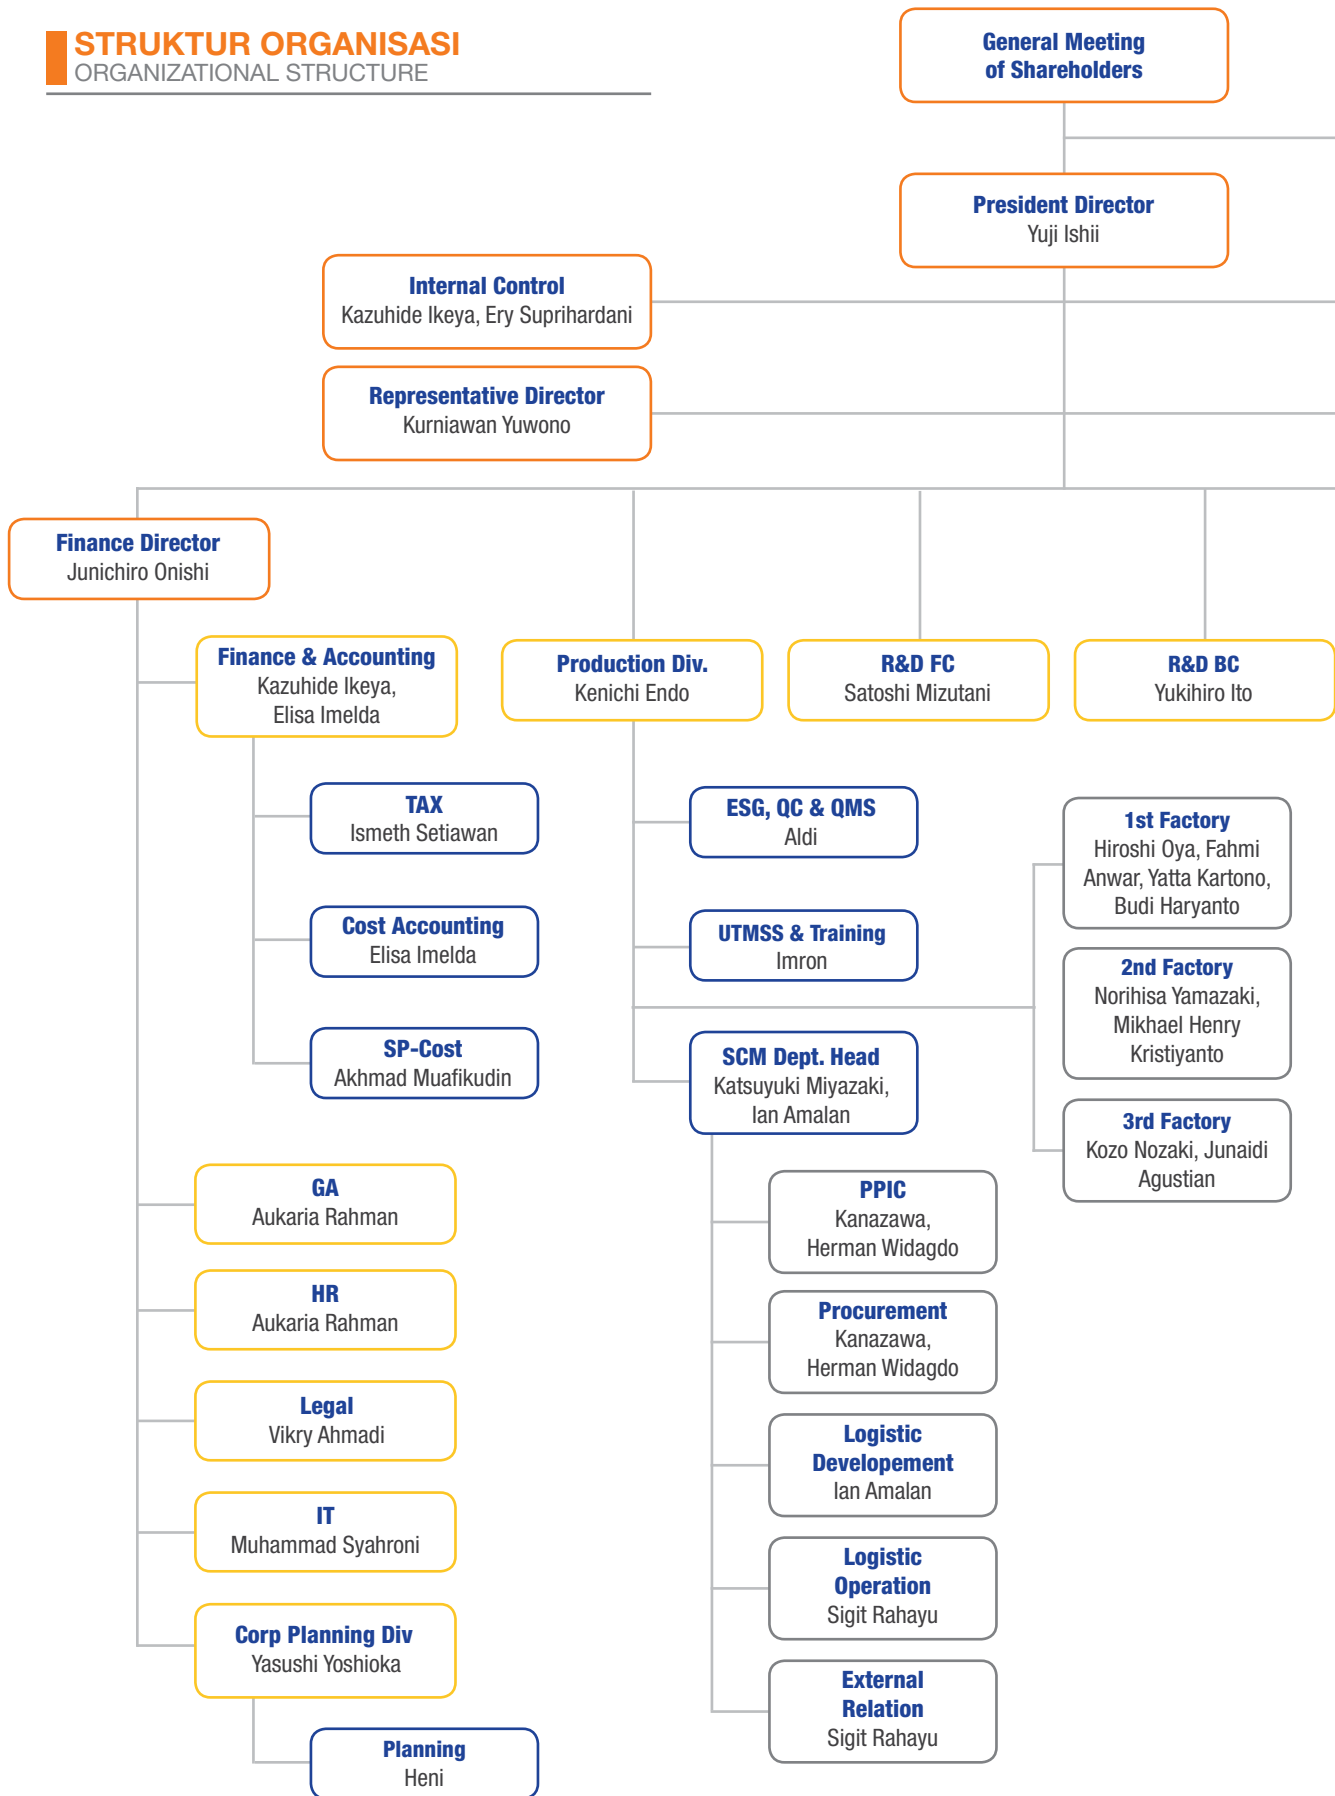 STRUKTUR ORGANISASI
ORGANIZATIONAL STRUCTURE
General Meeting
of Shareholders
President Director
Yuji Ishii
Internal Control
Kazuhide Ikeya, Ery Suprihardani
Representative Director
Kurniawan Yuwono
Finance Director
Junichiro Onishi
Finance & Accounting
Kazuhide Ikeya,
Elisa Imelda
TAX
Ismeth Setiawan
Cost Accounting
Elisa Imelda
SP-Cost
Akhmad Muafikudin
GA
Aukaria Rahman
HR
Aukaria Rahman
Legal
Vikry Ahmadi
IT
Muhammad Syahroni
Corp Planning Div
Yasushi Yoshioka
Planning
Heni
Production Div.
Kenichi Endo
ESG, QC & QMS
Aldi
UTMSS & Training
Imron
SCM Dept. Head
Katsuyuki Miyazaki,
Ian Amalan
PPIC
Kanazawa,
Herman Widagdo
Procurement
Kanazawa,
Herman Widagdo
Logistic
Developement
Ian Amalan
Logistic
Operation
Sigit Rahayu
External
Relation
Sigit Rahayu
1st Factory
Hiroshi Oya, Fahmi
Anwar, Yatta Kartono,
Budi Haryanto
2nd Factory
Norihisa Yamazaki,
Mikhael Henry
Kristiyanto
3rd Factory
Kozo Nozaki, Junaidi
Agustian
R&D FC
Satoshi Mizutani
R&D BC
Yukihiro Ito